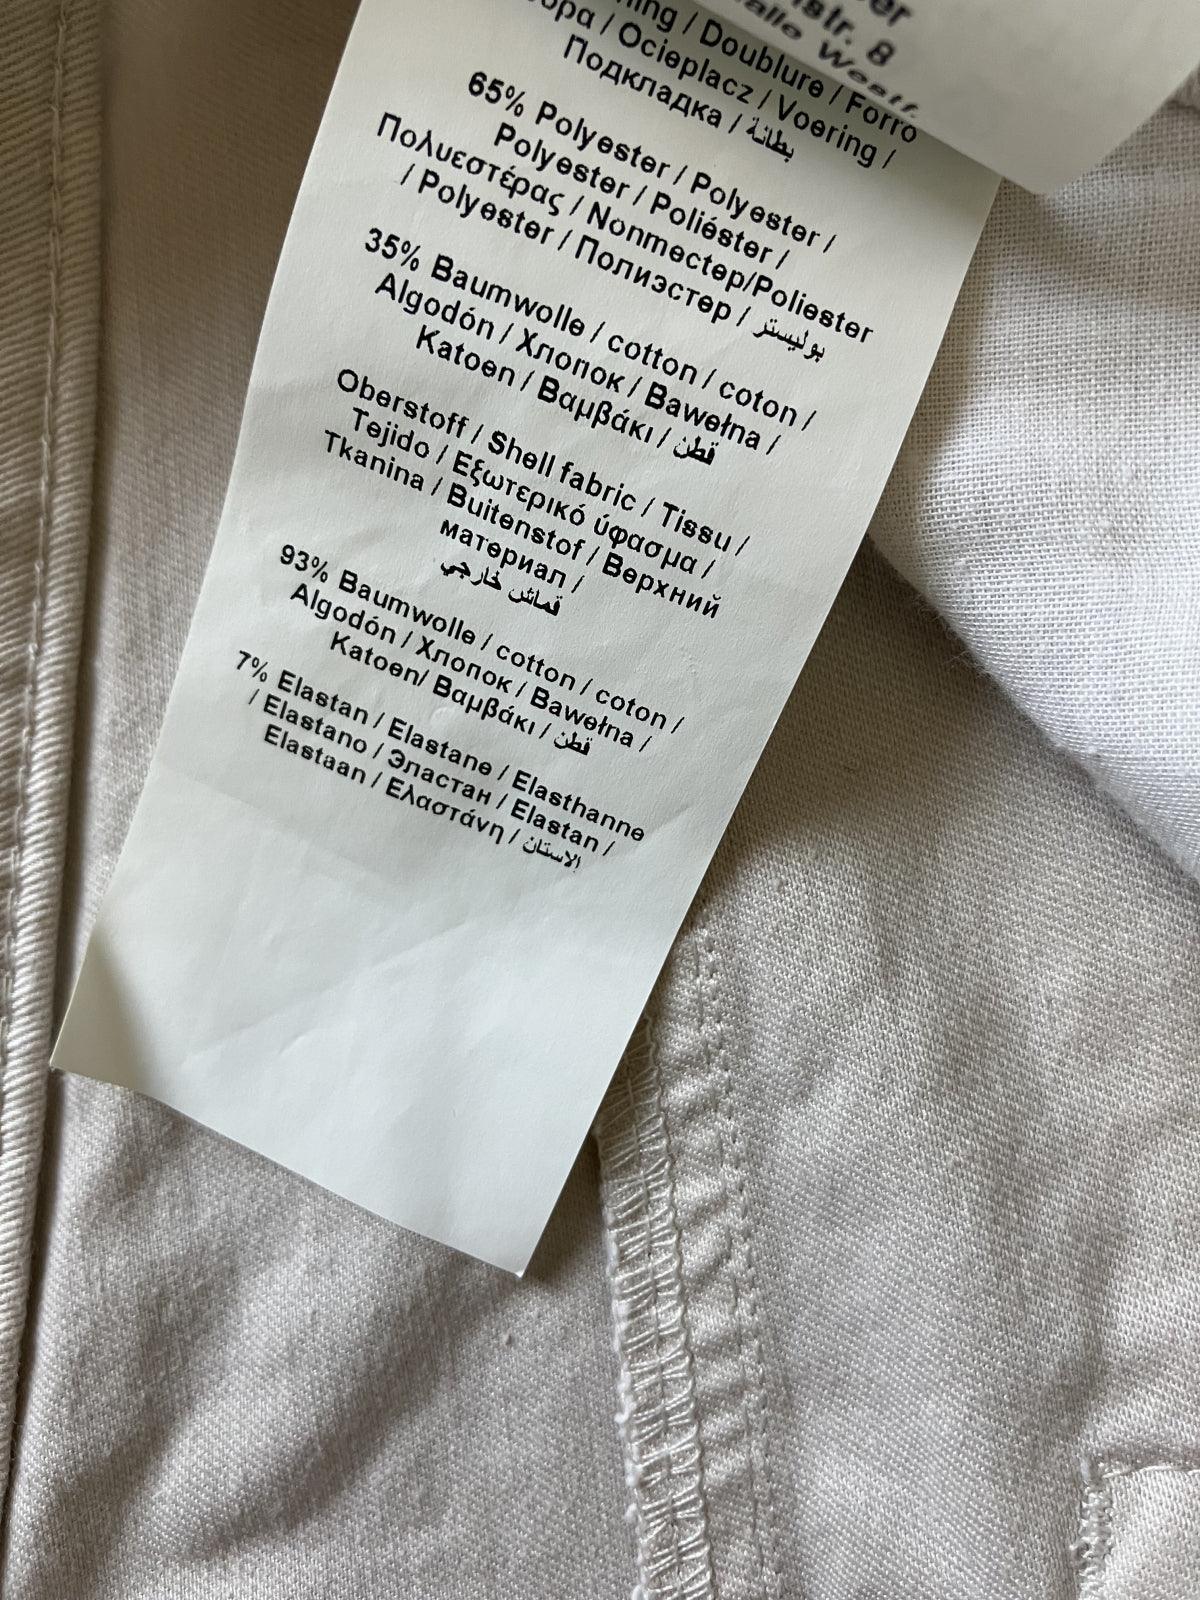 str. 8
Doublure / Forro
/ Ocieplacz / Voering /
Подкладка / بطانة
65% Polyester / Polyester /
Polyester / Poliéster /
Πολυεστέρας / Nonmectep/Poliester
/ Polyester / Полиэстер / بوليستر
35% Baumwolle / cotton / coton /
Algodón / Хлопок / Bawełna /
Katoen / Βαμβάκι / قطن
Oberstoff / Shell fabric / Tissu /
Tejido / Εξωτερικό ύφασμα /
Tkanina / Buitenstof / Верхний
материал /
قماش خارجي
93% Baumwolle / cotton / coton /
Algodón / Хлопок / Bawełna /
Katoen/ Βαμβάκι / قطن
7% Elastan / Elastane / Elasthanne
/ Elastano / Эластан / Elastan /
Elastaan / Ελαστάνη / الاستان